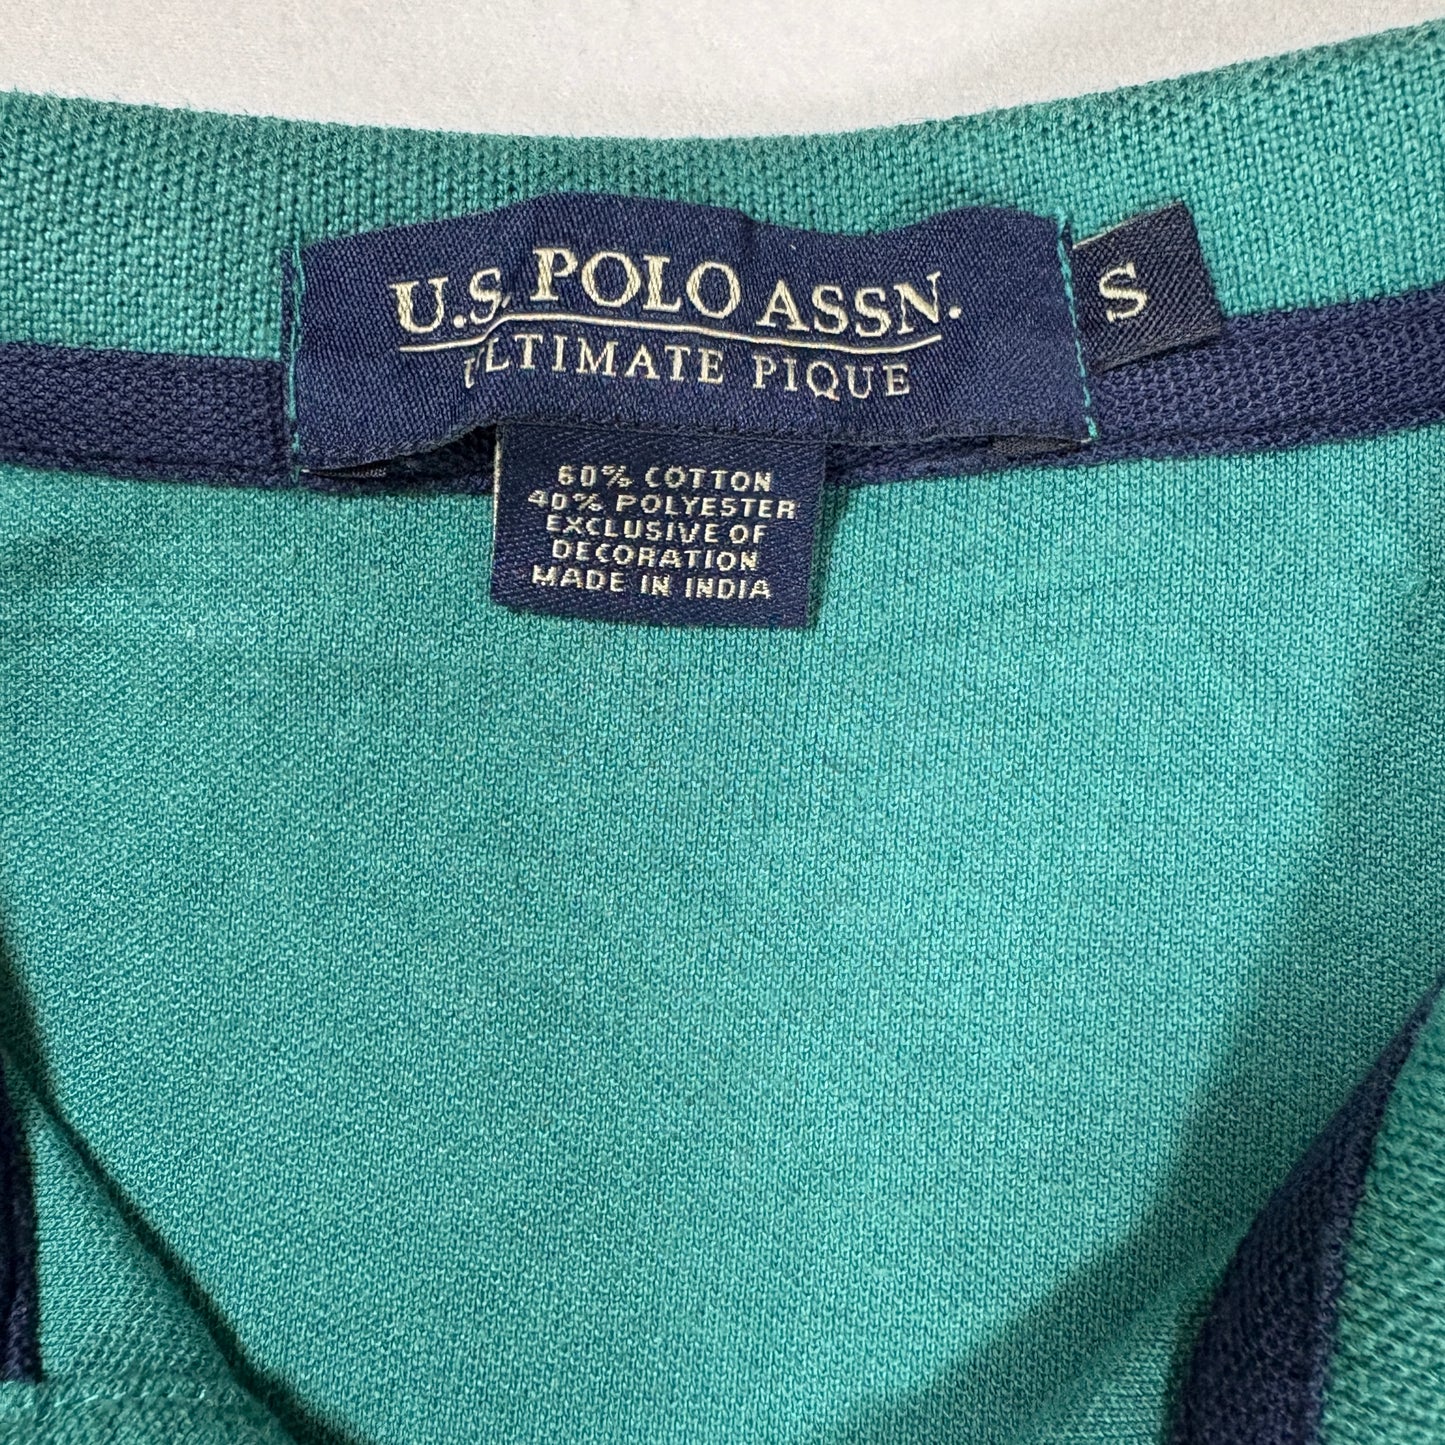 U.S. POLO ASSN.
ULTIMATE PIQUE
S
60% COTTON
40% POLYESTER
EXCLUSIVE OF
DECORATION
MADE IN INDIA